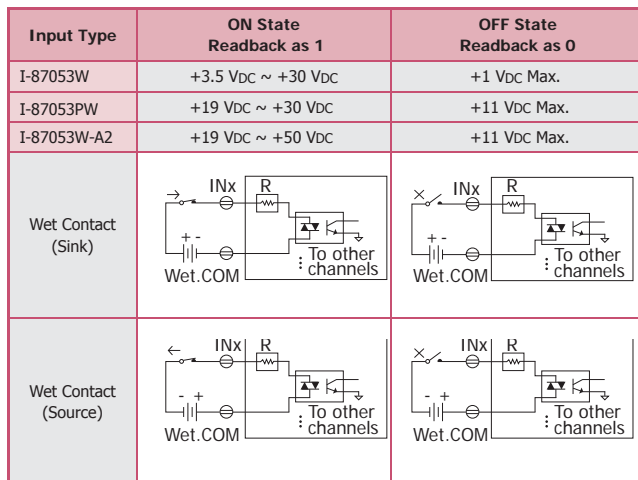 Input Type
ON State
Readback as 1
OFF State
Readback as 0
I-87053W
+3.5 VDC ~ +30 VDC
+1 VDC Max.
I-87053PW
+19 VDC ~ +30 VDC
+11 VDC Max.
I-87053W-A2
+19 VDC ~ +50 VDC
+11 VDC Max.
Wet Contact
(Sink)
INx R
+ -
To other
channels
Wet.COM
INx R
+ -
To other
channels
Wet.COM
Wet Contact
(Source)
INx R
- +
To other
channels
Wet.COM
INx R
- +
To other
channels
Wet.COM